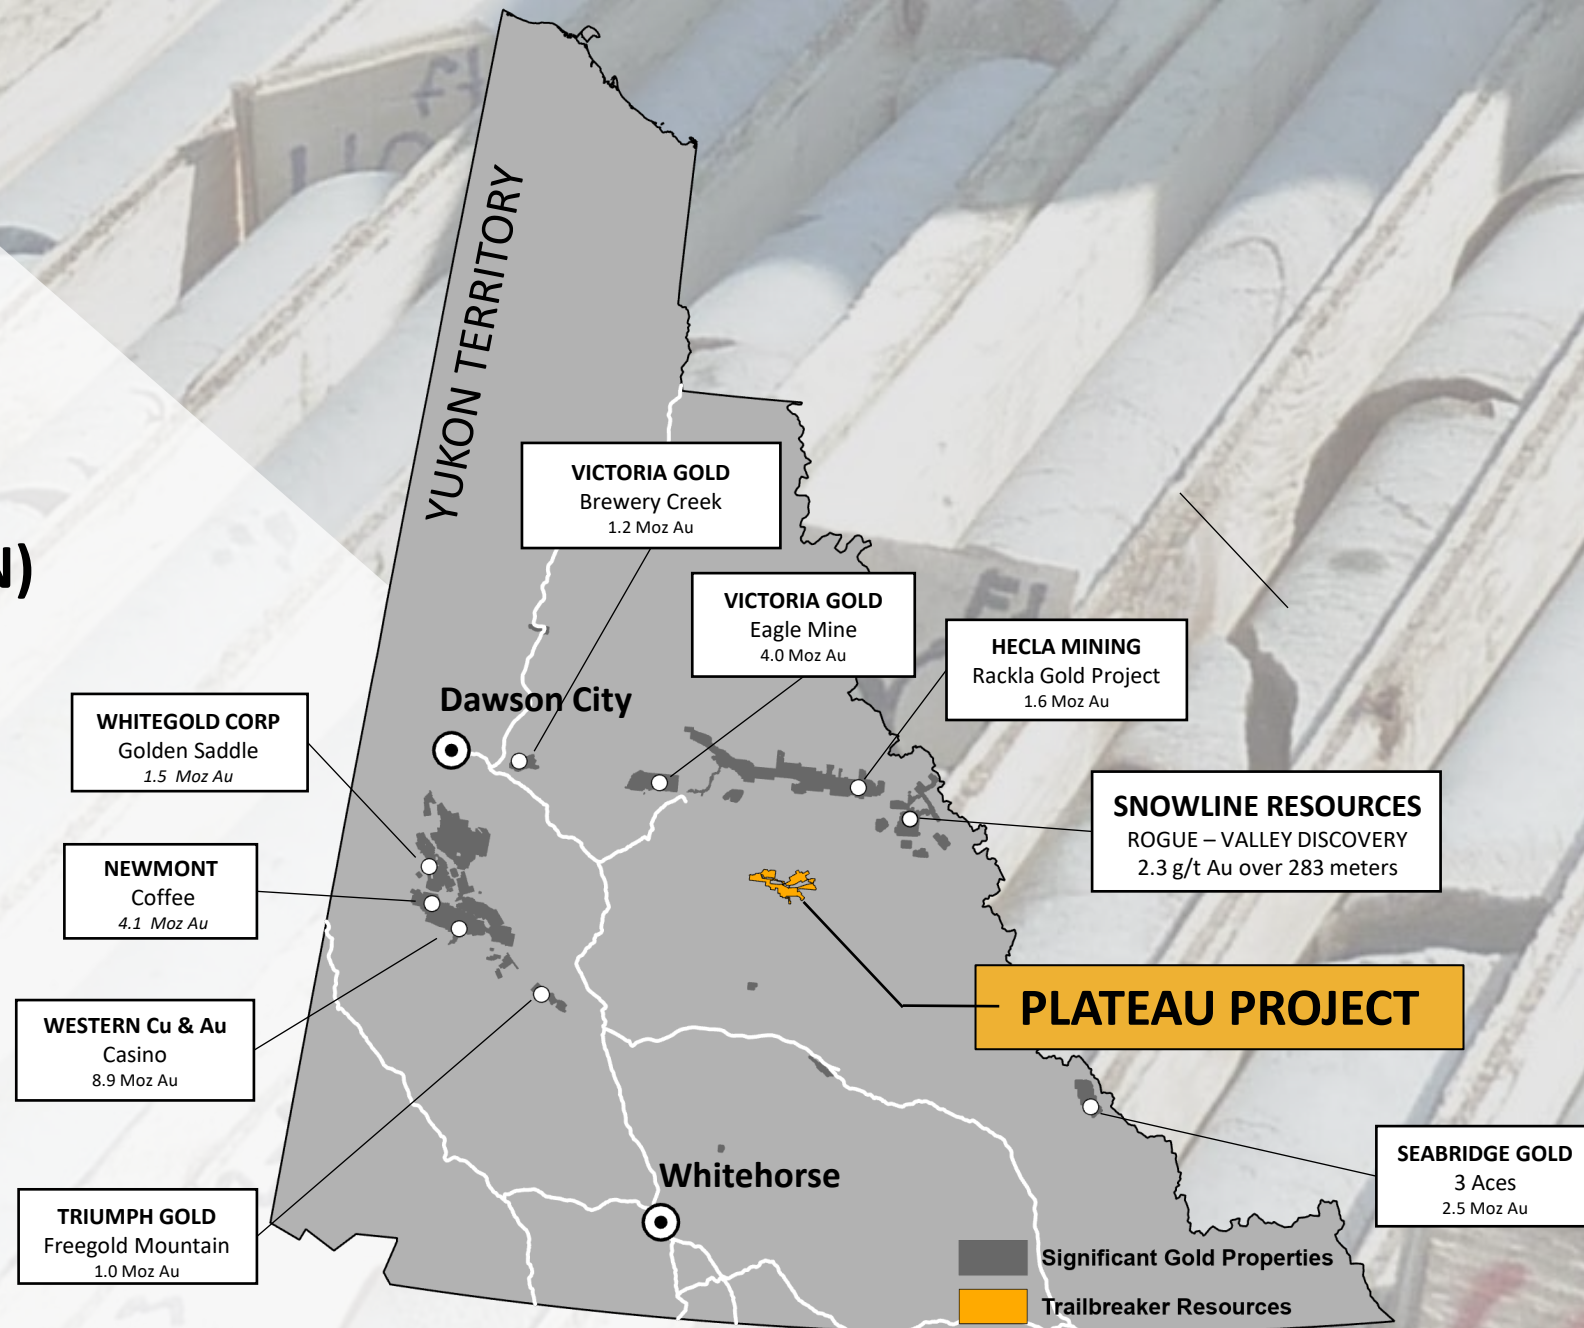 YUKON TERRITORY
N)
VICTORIA GOLD
Brewery Creek
1.2 Moz Au
VICTORIA GOLD
Eagle Mine
4.0 Moz Au
HECLA MINING
Rackla Gold Project
1.6 Moz Au
Dawson City
WHITEGOLD CORP
Golden Saddle
1.5 Moz Au
SNOWLINE RESOURCES
ROGUE – VALLEY DISCOVERY
2.3 g/t Au over 283 meters
NEWMONT
Coffee
4.1 Moz Au
PLATEAU PROJECT
WESTERN Cu & Au
Casino
8.9 Moz Au
SEABRIDGE GOLD
3 Aces
2.5 Moz Au
Whitehorse
TRIUMPH GOLD
Freegold Mountain
1.0 Moz Au
Significant Gold Properties
Trailbreaker Resources